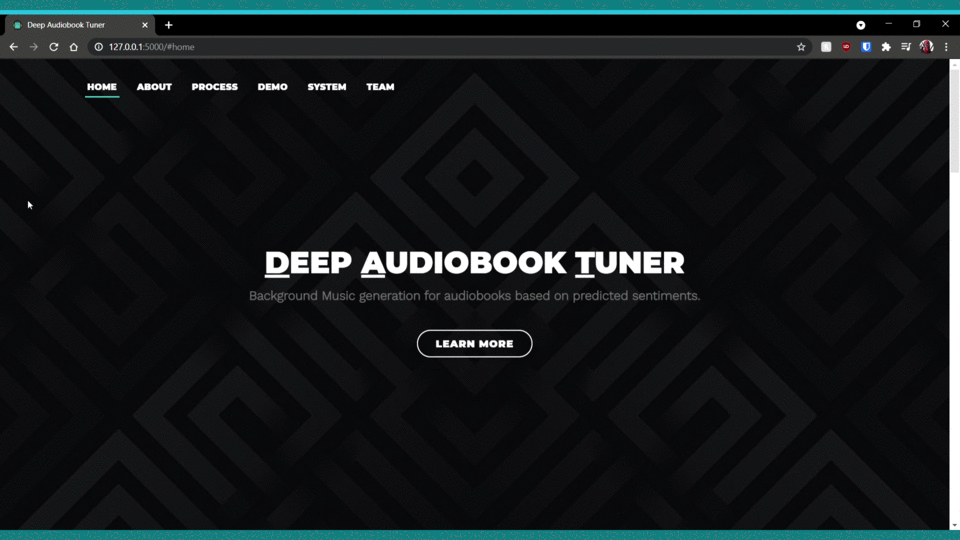 Deep Audiobook Tuner
127.0.0.1:5000/#home
HOME ABOUT PROCESS DEMO SYSTEM TEAM
DEEP AUDIOBOOK TUNER
Background Music generation for audiobooks based on predicted sentiments.
LEARN MORE